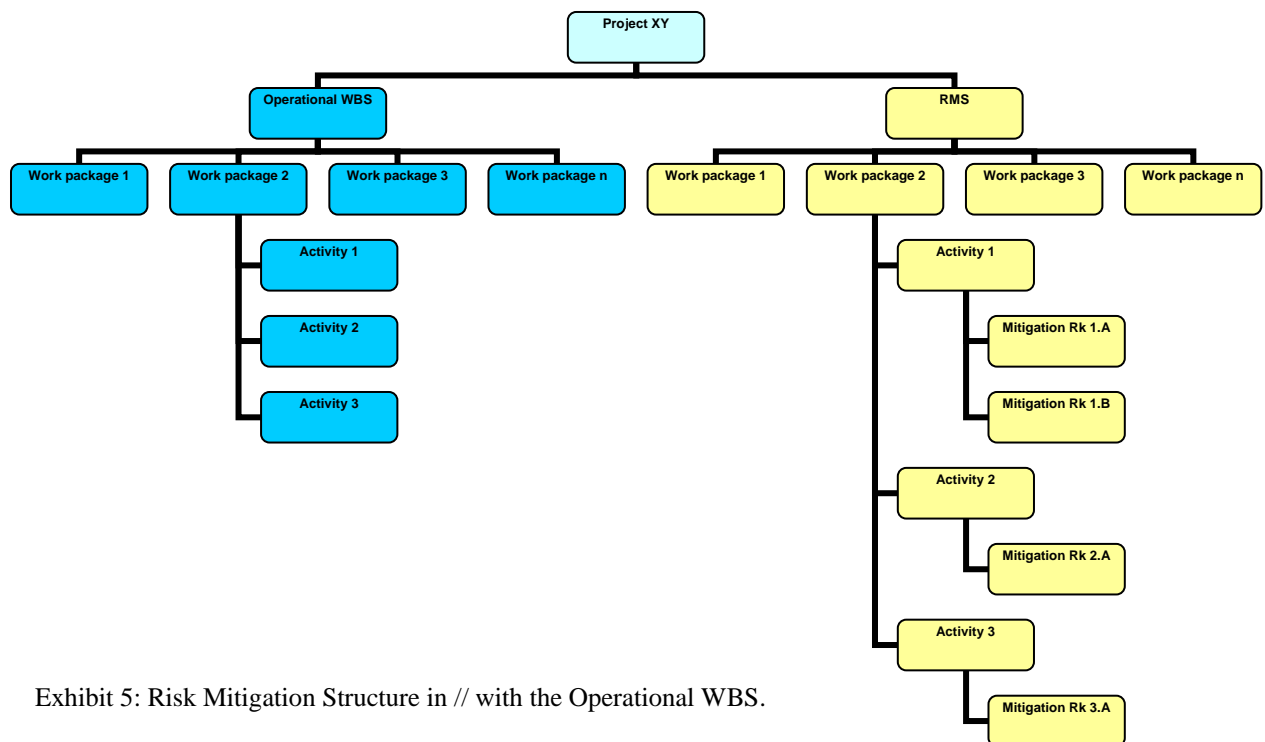 Project XY
Operational WBS
RMS
Work package 1
Work package 2
Work package 3
Work package n
Work package 1
Work package 2
Work package 3
Work package n
Activity 1
Activity 1
Activity 2
Mitigation Rk 1.A
Activity 3
Mitigation Rk 1.B
Activity 2
Mitigation Rk 2.A
Activity 3
Exhibit 5: Risk Mitigation Structure in // with the Operational WBS.
Mitigation Rk 3.A